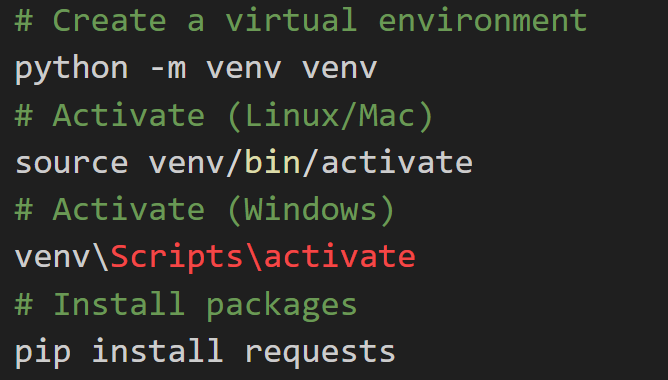 # Create a virtual environment
python -m venv venv
# Activate (Linux/Mac)
source venv/bin/activate
# Activate (Windows)
venv\Scripts\activate
# Install packages
pip install requests